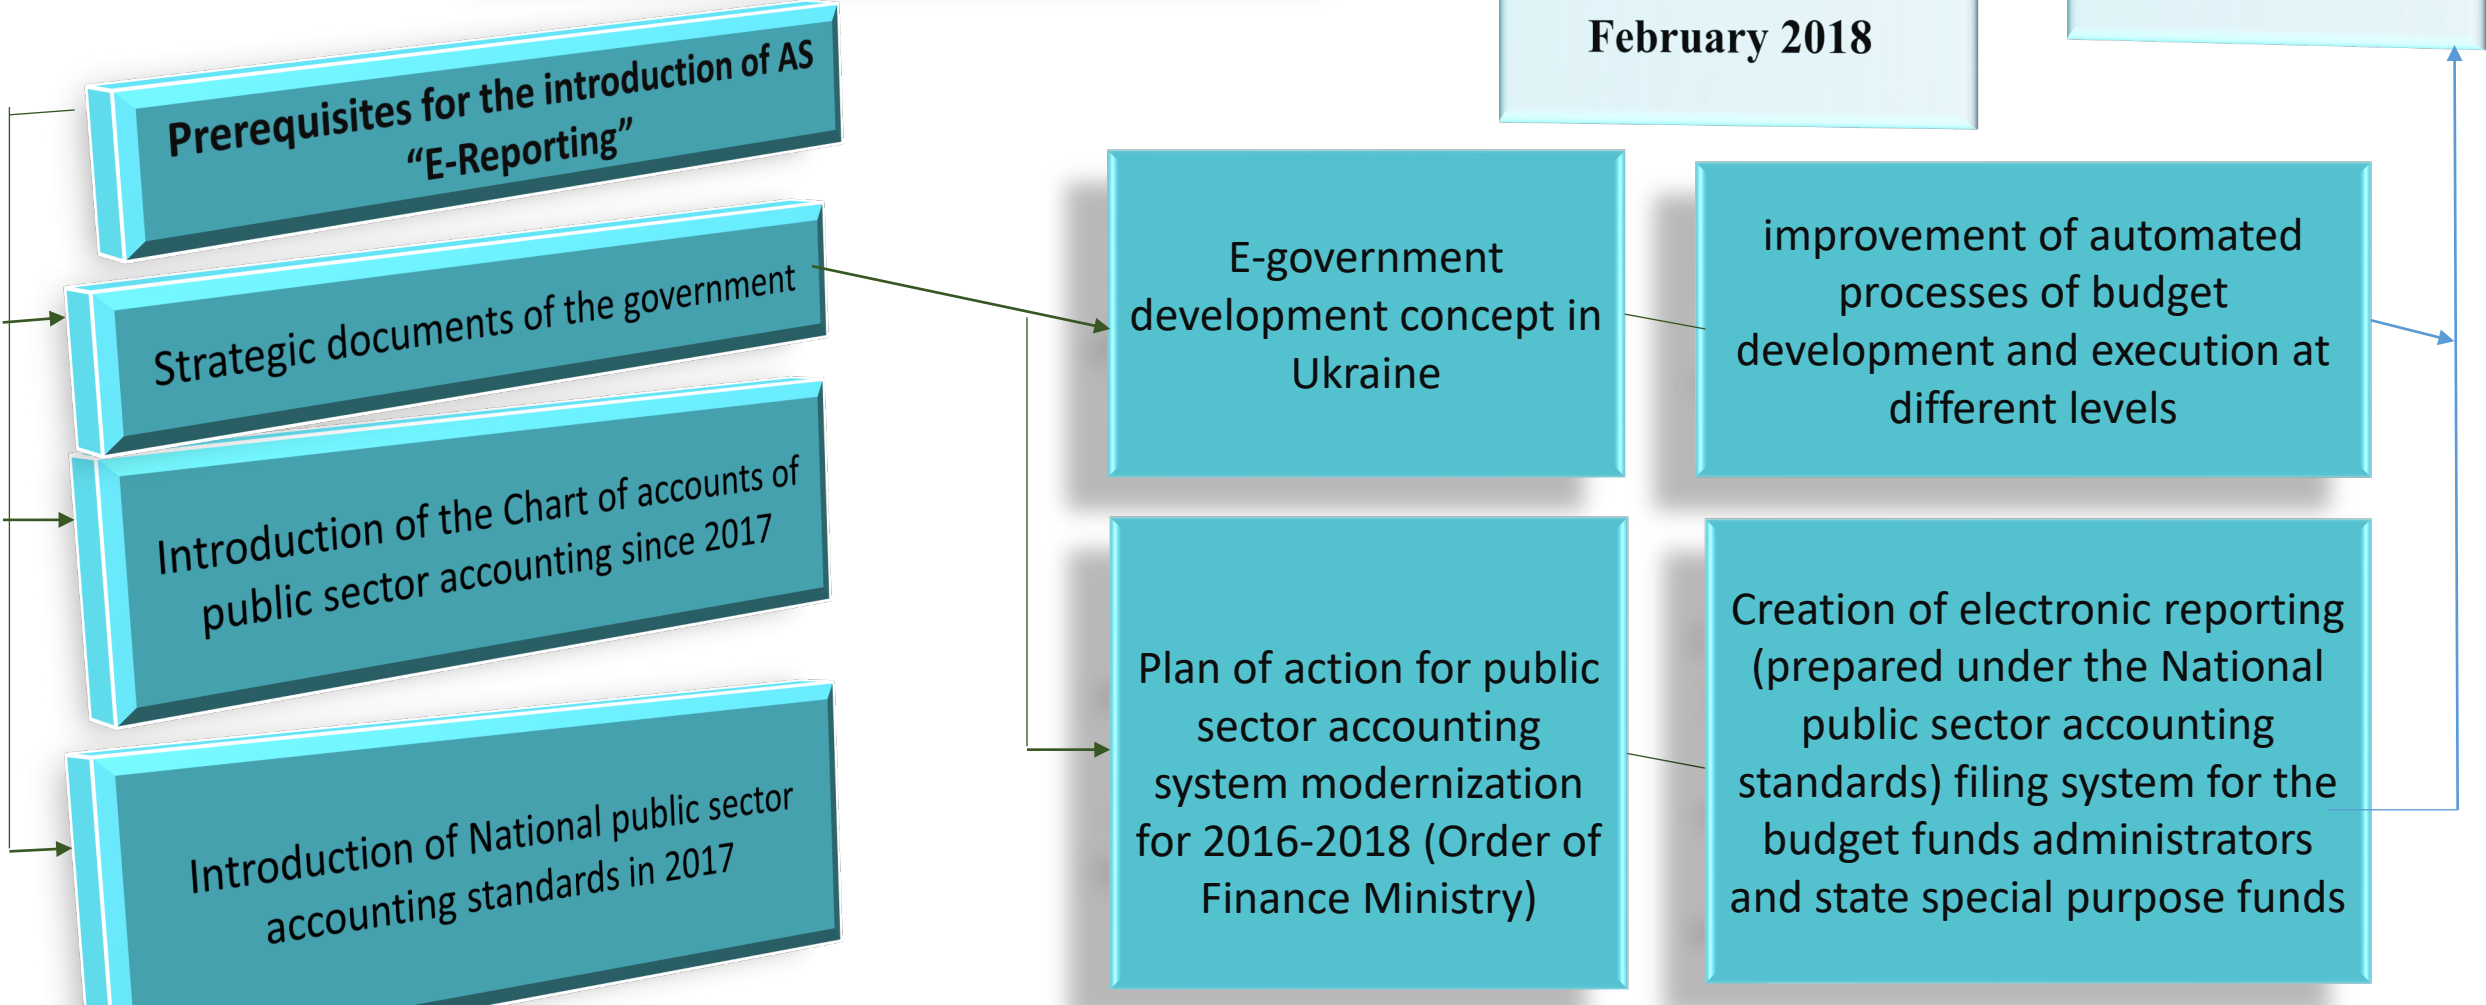 February 2018
Prerequisites for the introduction of AS
“E-Reporting”
Strategic documents of the government
Introduction of the Chart of accounts of
public sector accounting since 2017
Introduction of National public sector
accounting standards in 2017
E-government
development concept in
Ukraine
improvement of automated
processes of budget
development and execution at
different levels
Plan of action for public
sector accounting
system modernization
for 2016-2018 (Order of
Finance Ministry)
Creation of electronic reporting
(prepared under the National
public sector accounting
standards) filing system for the
budget funds administrators
and state special purpose funds